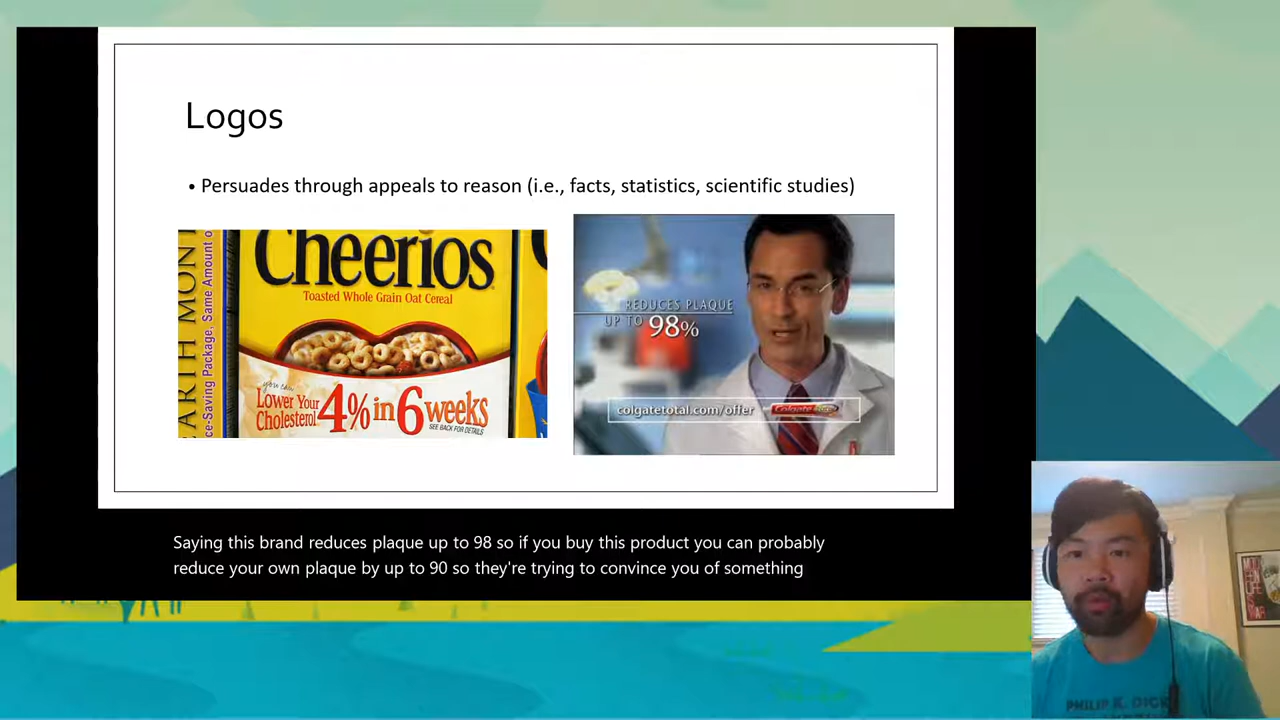 Logos
• Persuades through appeals to reason (i.e., facts, statistics, scientific studies)
EARTH MONT
ce-Saving Package, Same Amount o
Cheerios
Toasted Whole Grain Oat Cereal
you can
Lower Your
Cholesterol
4% in 6 weeks
SEE BACK FOR DETAILS
REDUCES PLAQUE
UP TO 98%
colgatetotal.com/offer
Colgate
Saying this brand reduces plaque up to 98 so if you buy this product you can probably
reduce your own plaque by up to 90 so they're trying to convince you of something
PHILIP K. DICK